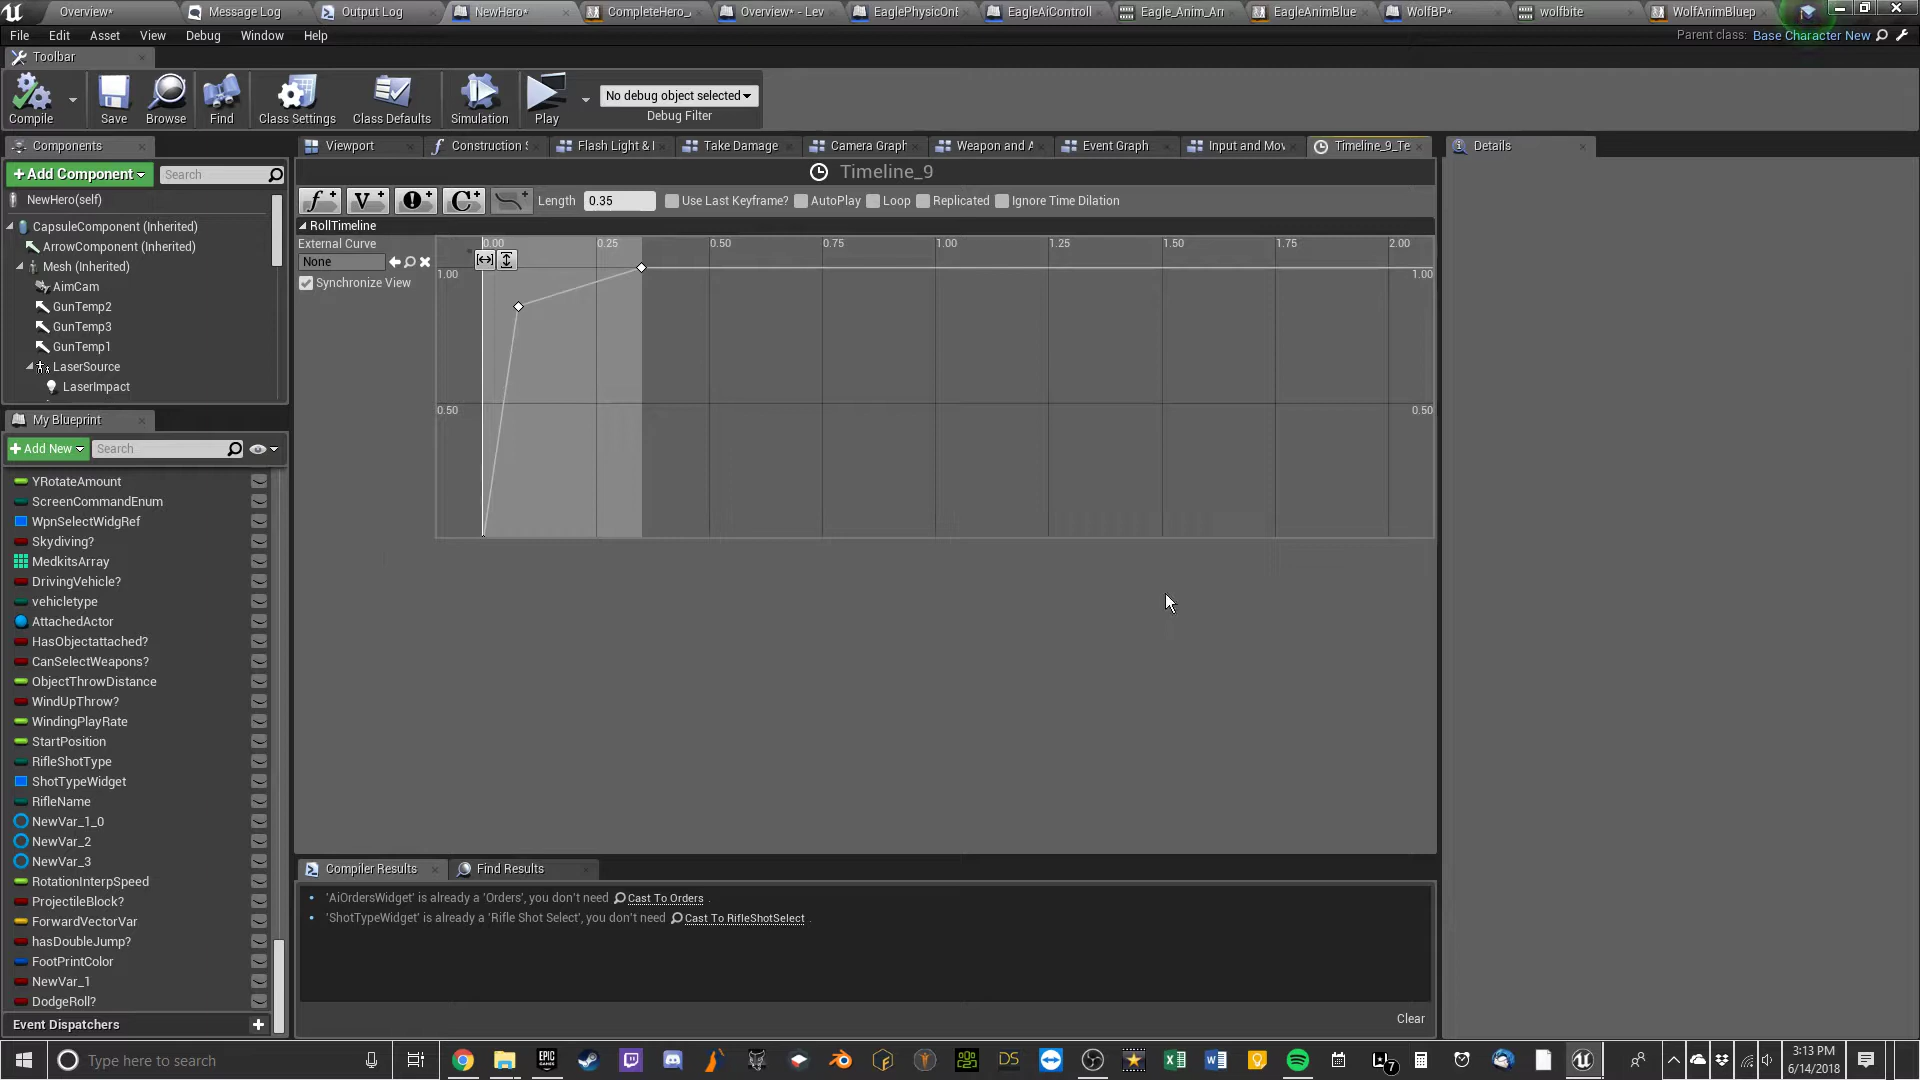 Overview*
Message Log
Output Log
NewHero*
CompleteHero_
Overview* - Lev
EaglePhysicOnE
EagleAiControll
Eagle_Anim_Arr
EagleAnimBlue
WolfBP*
wolfbite
WolfAnimBluep
File Edit Asset View Debug Window Help
Parent class: Base Character New
Toolbar
Compile
Save
Browse
Find
Class Settings
Class Defaults
Simulation
Play
No debug object selected
Debug Filter
Components
+Add Component
Search
NewHero(self)
CapsuleComponent (Inherited)
ArrowComponent (Inherited)
Mesh (Inherited)
AimCam
GunTemp2
GunTemp3
GunTemp1
LaserSource
LaserImpact
My Blueprint
+Add New
Search
YRotateAmount
ScreenCommandEnum
WpnSelectWidgRef
Skydiving?
MedkitsArray
DrivingVehicle?
vehicletype
AttachedActor
HasObjectattached?
CanSelectWeapons?
ObjectThrowDistance
WindUpThrow?
WindingPlayRate
StartPosition
RifleShotType
ShotTypeWidget
RifleName
NewVar_1_0
NewVar_2
NewVar_3
RotationInterpSpeed
ProjectileBlock?
ForwardVectorVar
hasDoubleJump?
FootPrintColor
NewVar_1
DodgeRoll?
Event Dispatchers
Viewport
Construction S
Flash Light & I
Take Damage
Camera Graph
Weapon and A
Event Graph
Input and Mov
Timeline_9_Te
Details
Timeline_9
Length 0.35 Use Last Keyframe? AutoPlay Loop Replicated Ignore Time Dilation
RollTimeline
External Curve
None
Synchronize View
0.00 0.25 0.50 0.75 1.00 1.25 1.50 1.75 2.00
1.00 1.00
0.50 0.50
Compiler Results
Find Results
'AiOrdersWidget' is already a 'Orders', you don't need Cast To Orders .
'ShotTypeWidget' is already a 'Rifle Shot Select', you don't need Cast To RifleShotSelect .
Clear
Type here to search
EPIC GAMES
DS
7
3:13 PM
6/14/2018